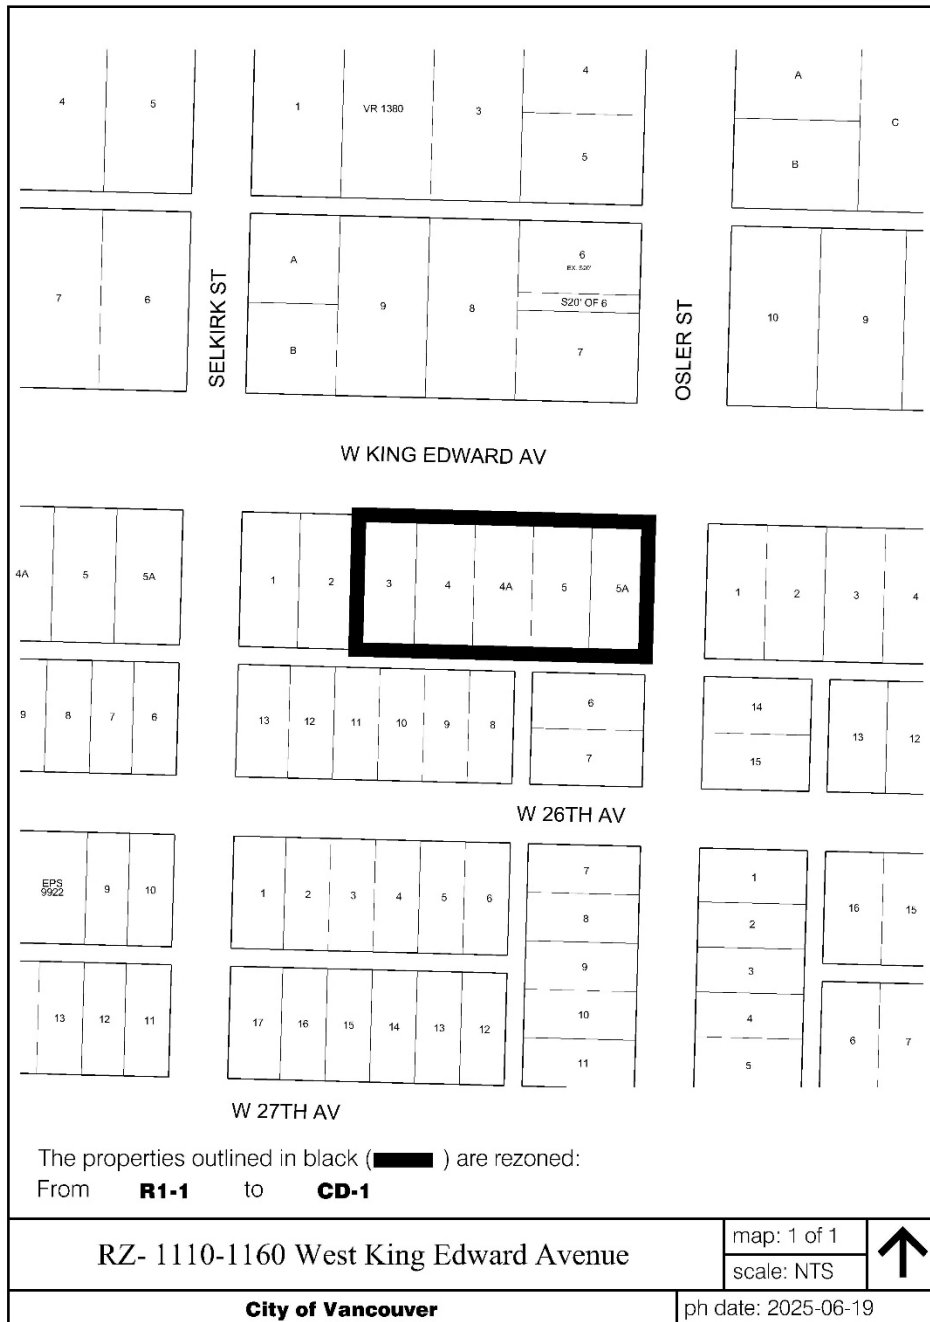 4 5 1 VR 1380 3 4 A C
5 B
7 6 A 9 8 6 10 9
EX. S20'
S20' OF 6
B 7
SELKIRK ST
OSLER ST
W KING EDWARD AV
4A 5 5A 1 2 3 4 4A 5 5A 1 2 3 4
9 8 7 6 13 12 11 10 9 8 6 14 13 12
7 15
W 26TH AV
EPS 9 10 1 2 3 4 5 6 7 1 16 15
9922
8 2
9 3
13 12 11 17 16 15 14 13 12 10 4 6 7
11 5
W 27TH AV
The properties outlined in black ( ) are rezoned:
From R1-1 to CD-1
RZ- 1110-1160 West King Edward Avenue
map: 1 of 1
scale: NTS
City of Vancouver
ph date: 2025-06-19